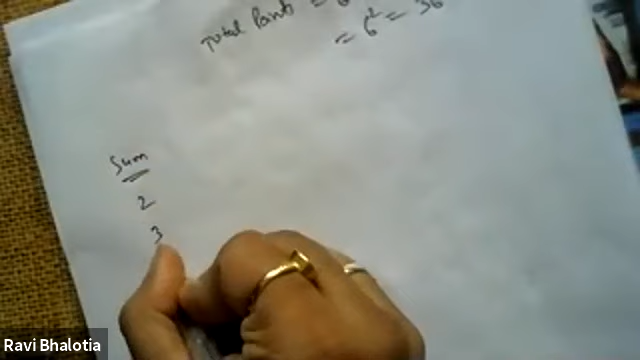 Total Points = 6
= 6² = 36
Sum
2
3
Ravi Bhalotia